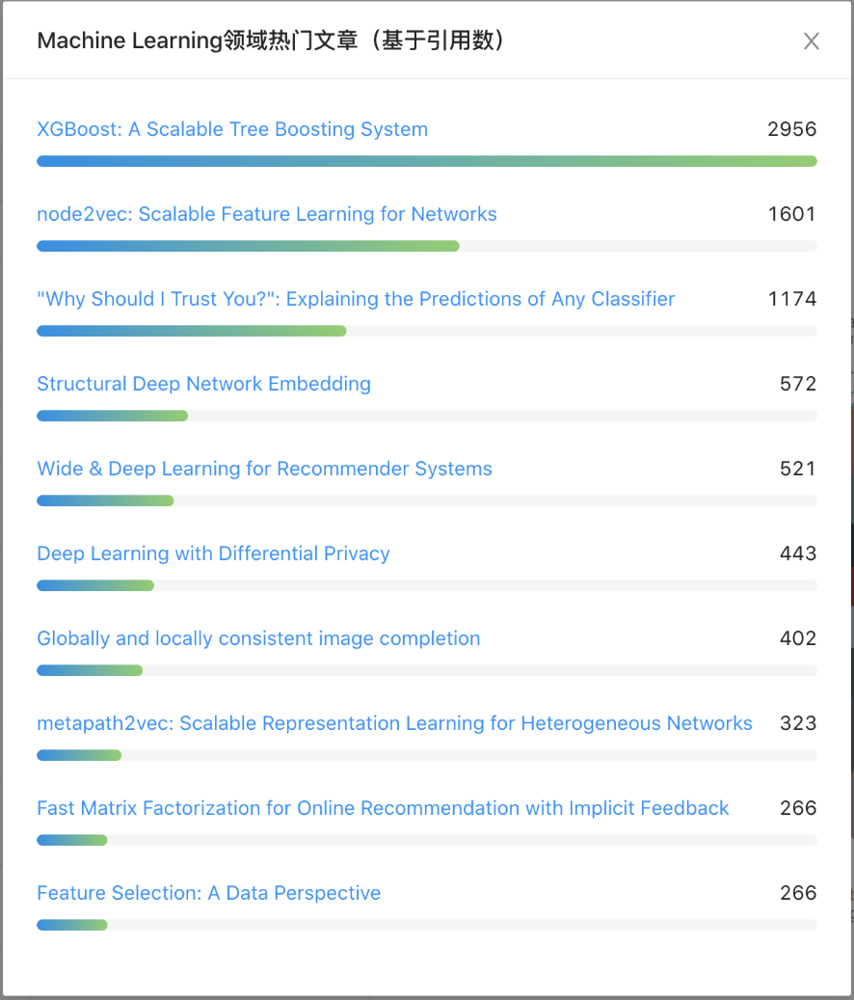 Machine Learning领域热门文章（基于引用数）
XGBoost: A Scalable Tree Boosting System 2956
node2vec: Scalable Feature Learning for Networks 1601
"Why Should I Trust You?": Explaining the Predictions of Any Classifier 1174
Structural Deep Network Embedding 572
Wide & Deep Learning for Recommender Systems 521
Deep Learning with Differential Privacy 443
Globally and locally consistent image completion 402
metapath2vec: Scalable Representation Learning for Heterogeneous Networks 323
Fast Matrix Factorization for Online Recommendation with Implicit Feedback 266
Feature Selection: A Data Perspective 266